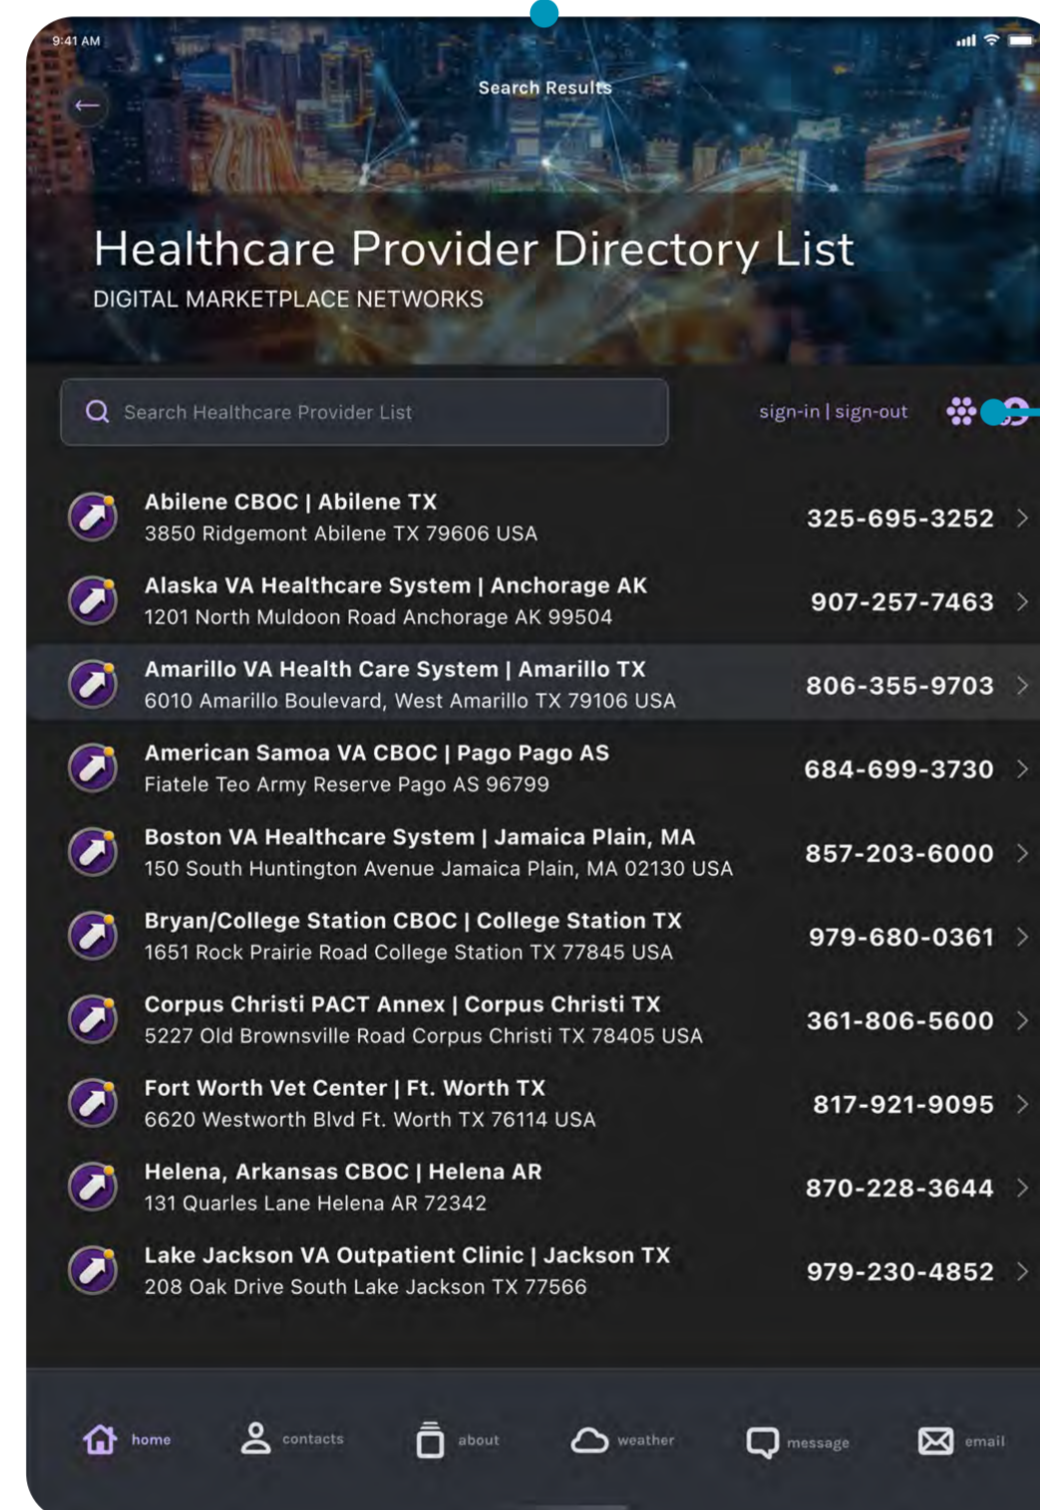 9:41 AM
Search Results
Healthcare Provider Directory List
DIGITAL MARKETPLACE NETWORKS
Search Healthcare Provider List
sign-in | sign-out
Abilene CBOC | Abilene TX
3850 Ridgemont Abilene TX 79606 USA
325-695-3252
Alaska VA Healthcare System | Anchorage AK
1201 North Muldoon Road Anchorage AK 99504
907-257-7463
Amarillo VA Health Care System | Amarillo TX
6010 Amarillo Boulevard, West Amarillo TX 79106 USA
806-355-9703
American Samoa VA CBOC | Pago Pago AS
Fiatele Teo Army Reserve Pago AS 96799
684-699-3730
Boston VA Healthcare System | Jamaica Plain, MA
150 South Huntington Avenue Jamaica Plain, MA 02130 USA
857-203-6000
Bryan/College Station CBOC | College Station TX
1651 Rock Prairie Road College Station TX 77845 USA
979-680-0361
Corpus Christi PACT Annex | Corpus Christi TX
5227 Old Brownsville Road Corpus Christi TX 78405 USA
361-806-5600
Fort Worth Vet Center | Ft. Worth TX
6620 Westworth Blvd Ft. Worth TX 76114 USA
817-921-9095
Helena, Arkansas CBOC | Helena AR
131 Quarles Lane Helena AR 72342
870-228-3644
Lake Jackson VA Outpatient Clinic | Jackson TX
208 Oak Drive South Lake Jackson TX 77566
979-230-4852
home
contacts
about
weather
message
email